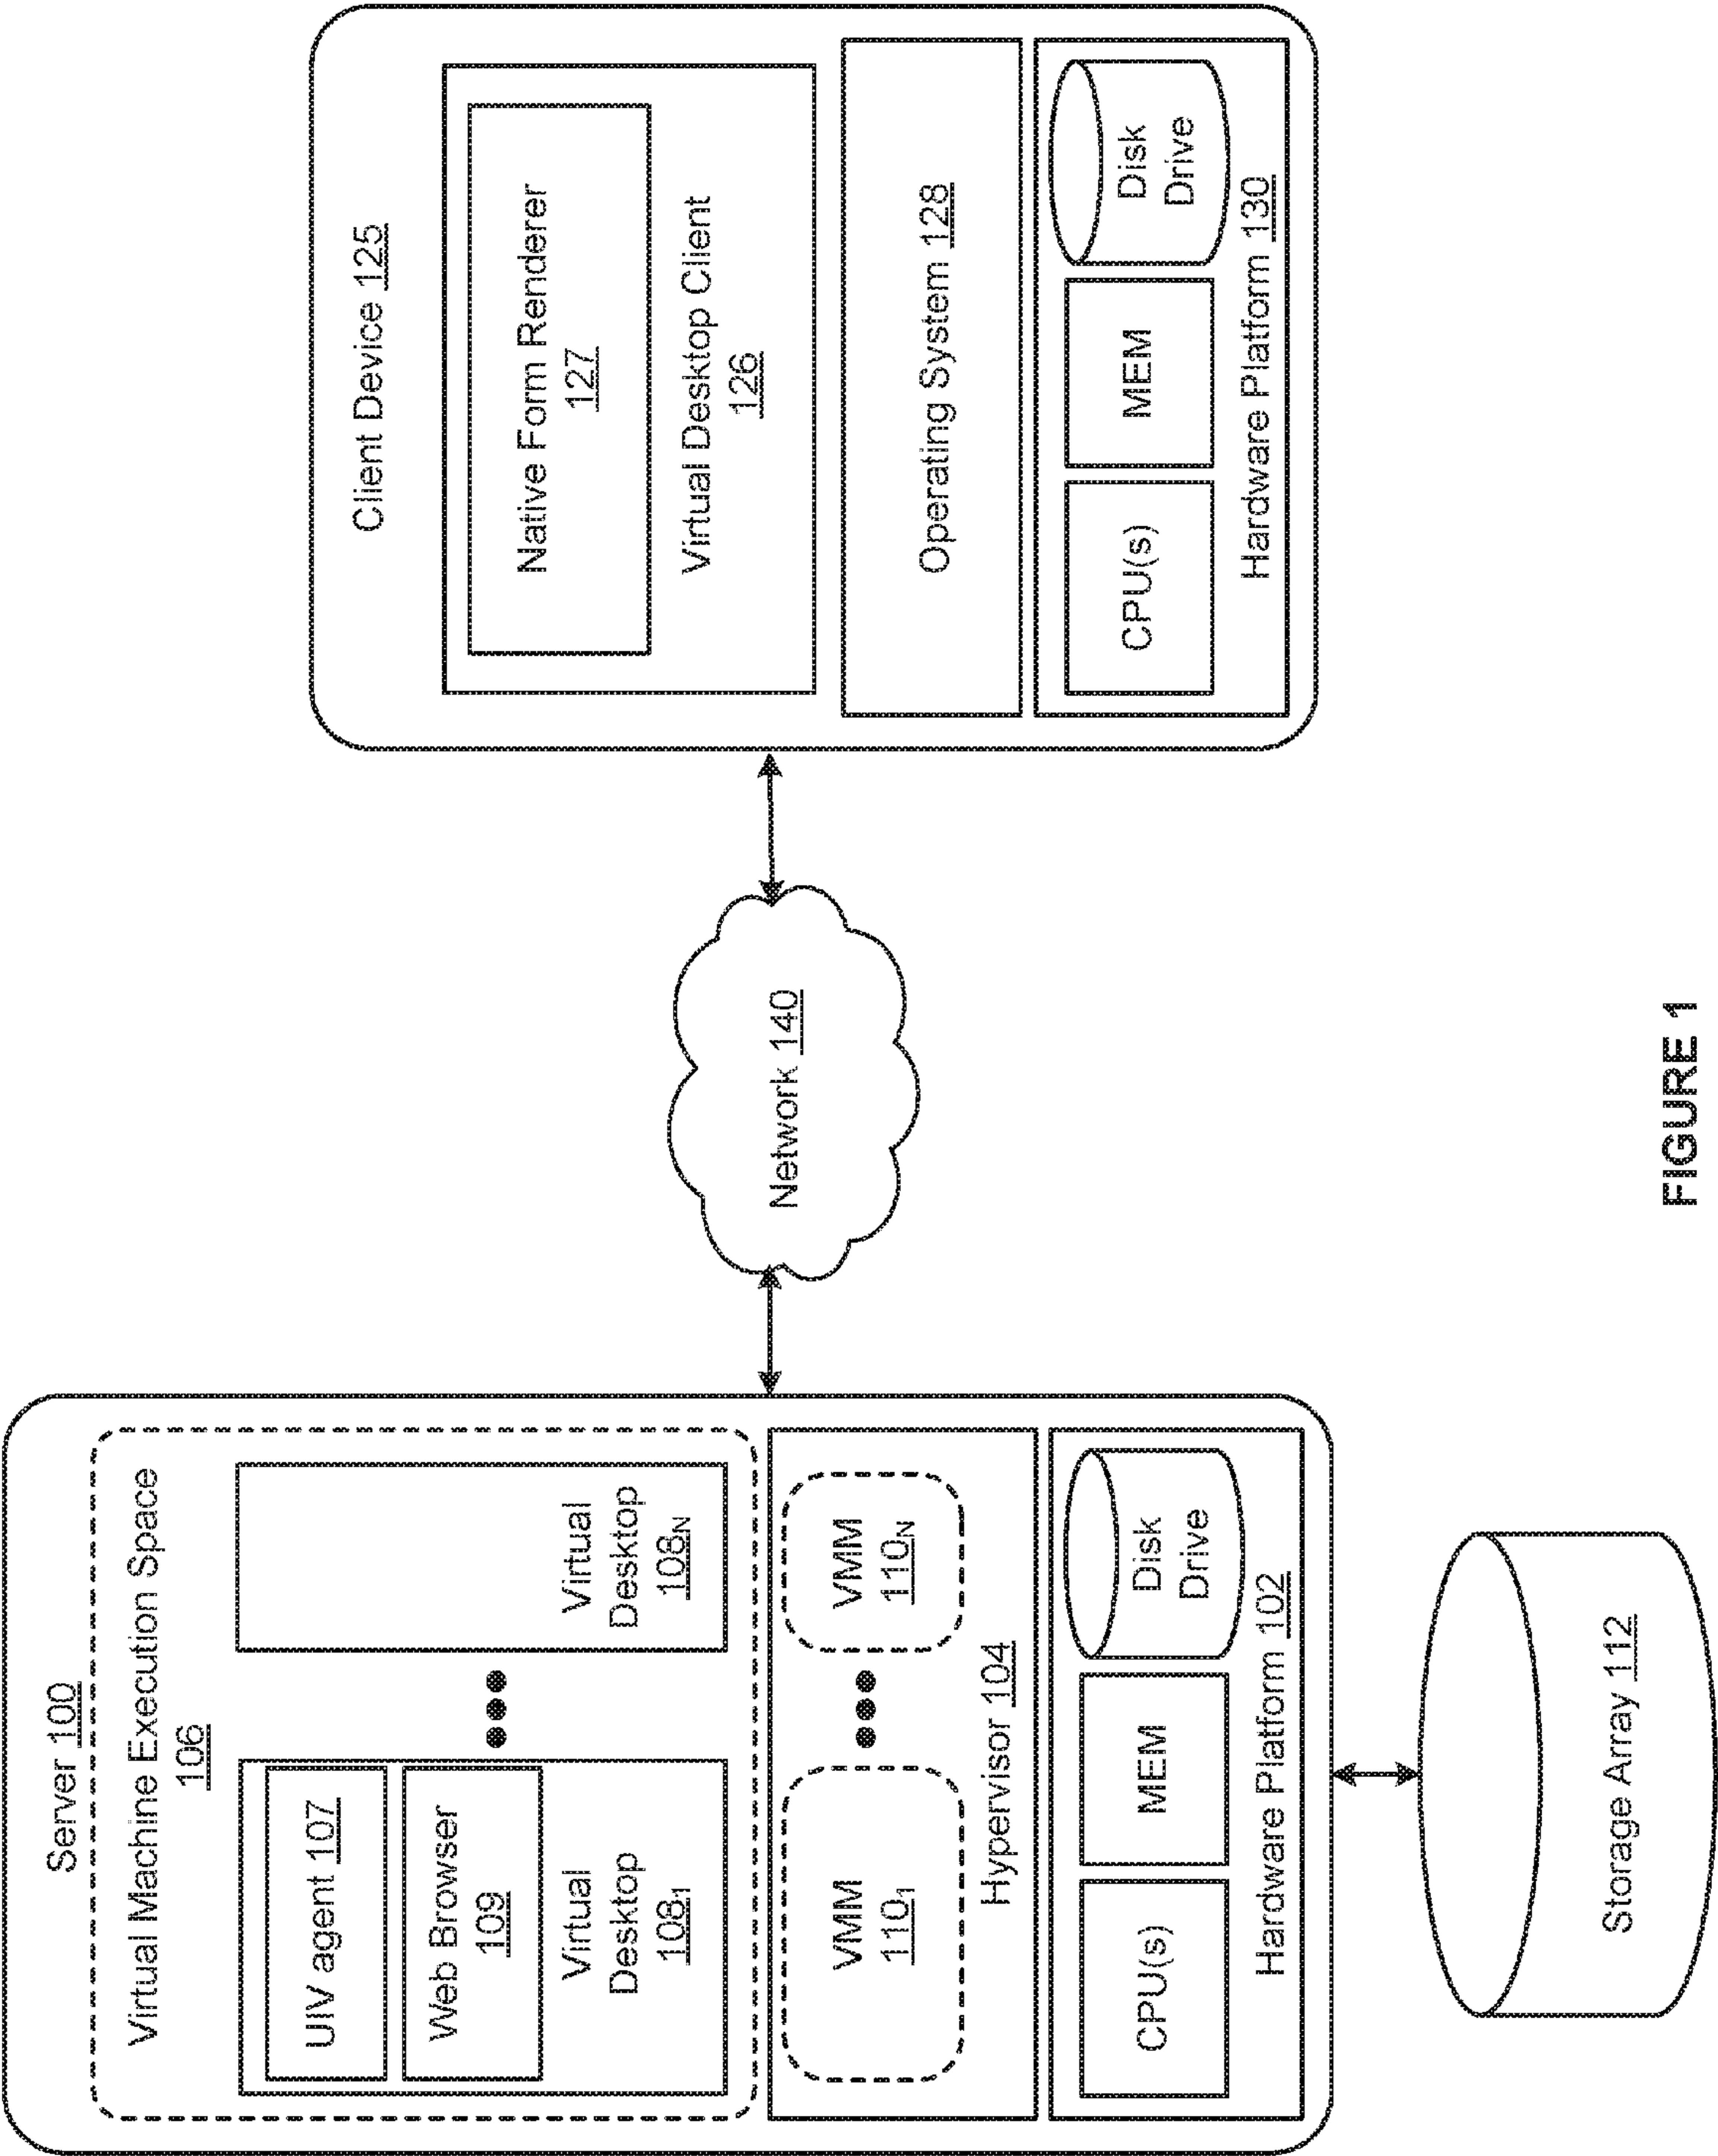 Server 100
Virtual Machine Execution Space
106
UIV agent 107
Web Browser
109
Virtual
Desktop
108₁
Virtual
Desktop
108N
VMM
110₁
VMM
110N
Hypervisor 104
CPU(s)
MEM
Disk
Drive
Hardware Platform 102
Storage Array 112
Network 140
Client Device 125
Native Form Renderer
127
Virtual Desktop Client
126
Operating System 128
CPU(s)
MEM
Disk
Drive
Hardware Platform 130
FIGURE 1